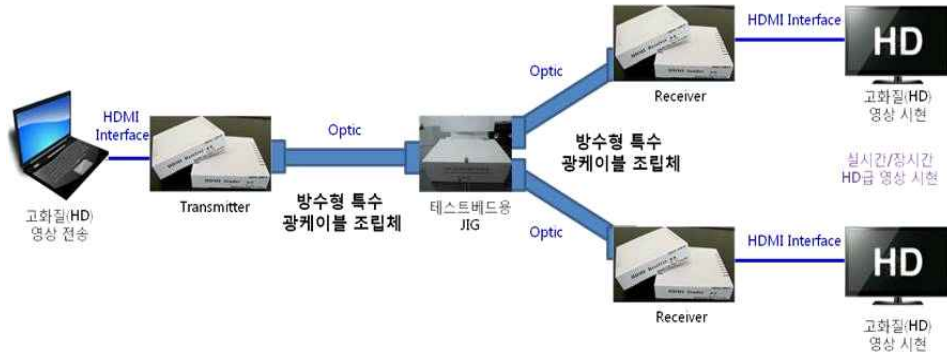 HDMI
Interface
고화질(HD)
영상 전송
Transmitter
Optic
방수형 특수
광케이블 조립체
테스트베드용
JIG
Optic
방수형 특수
광케이블 조립체
Optic
Receiver
HDMI Interface
HD
고화질(HD)
영상 시현
실시간/장시간
HD급 영상 시현
Receiver
HDMI Interface
HD
고화질(HD)
영상 시현